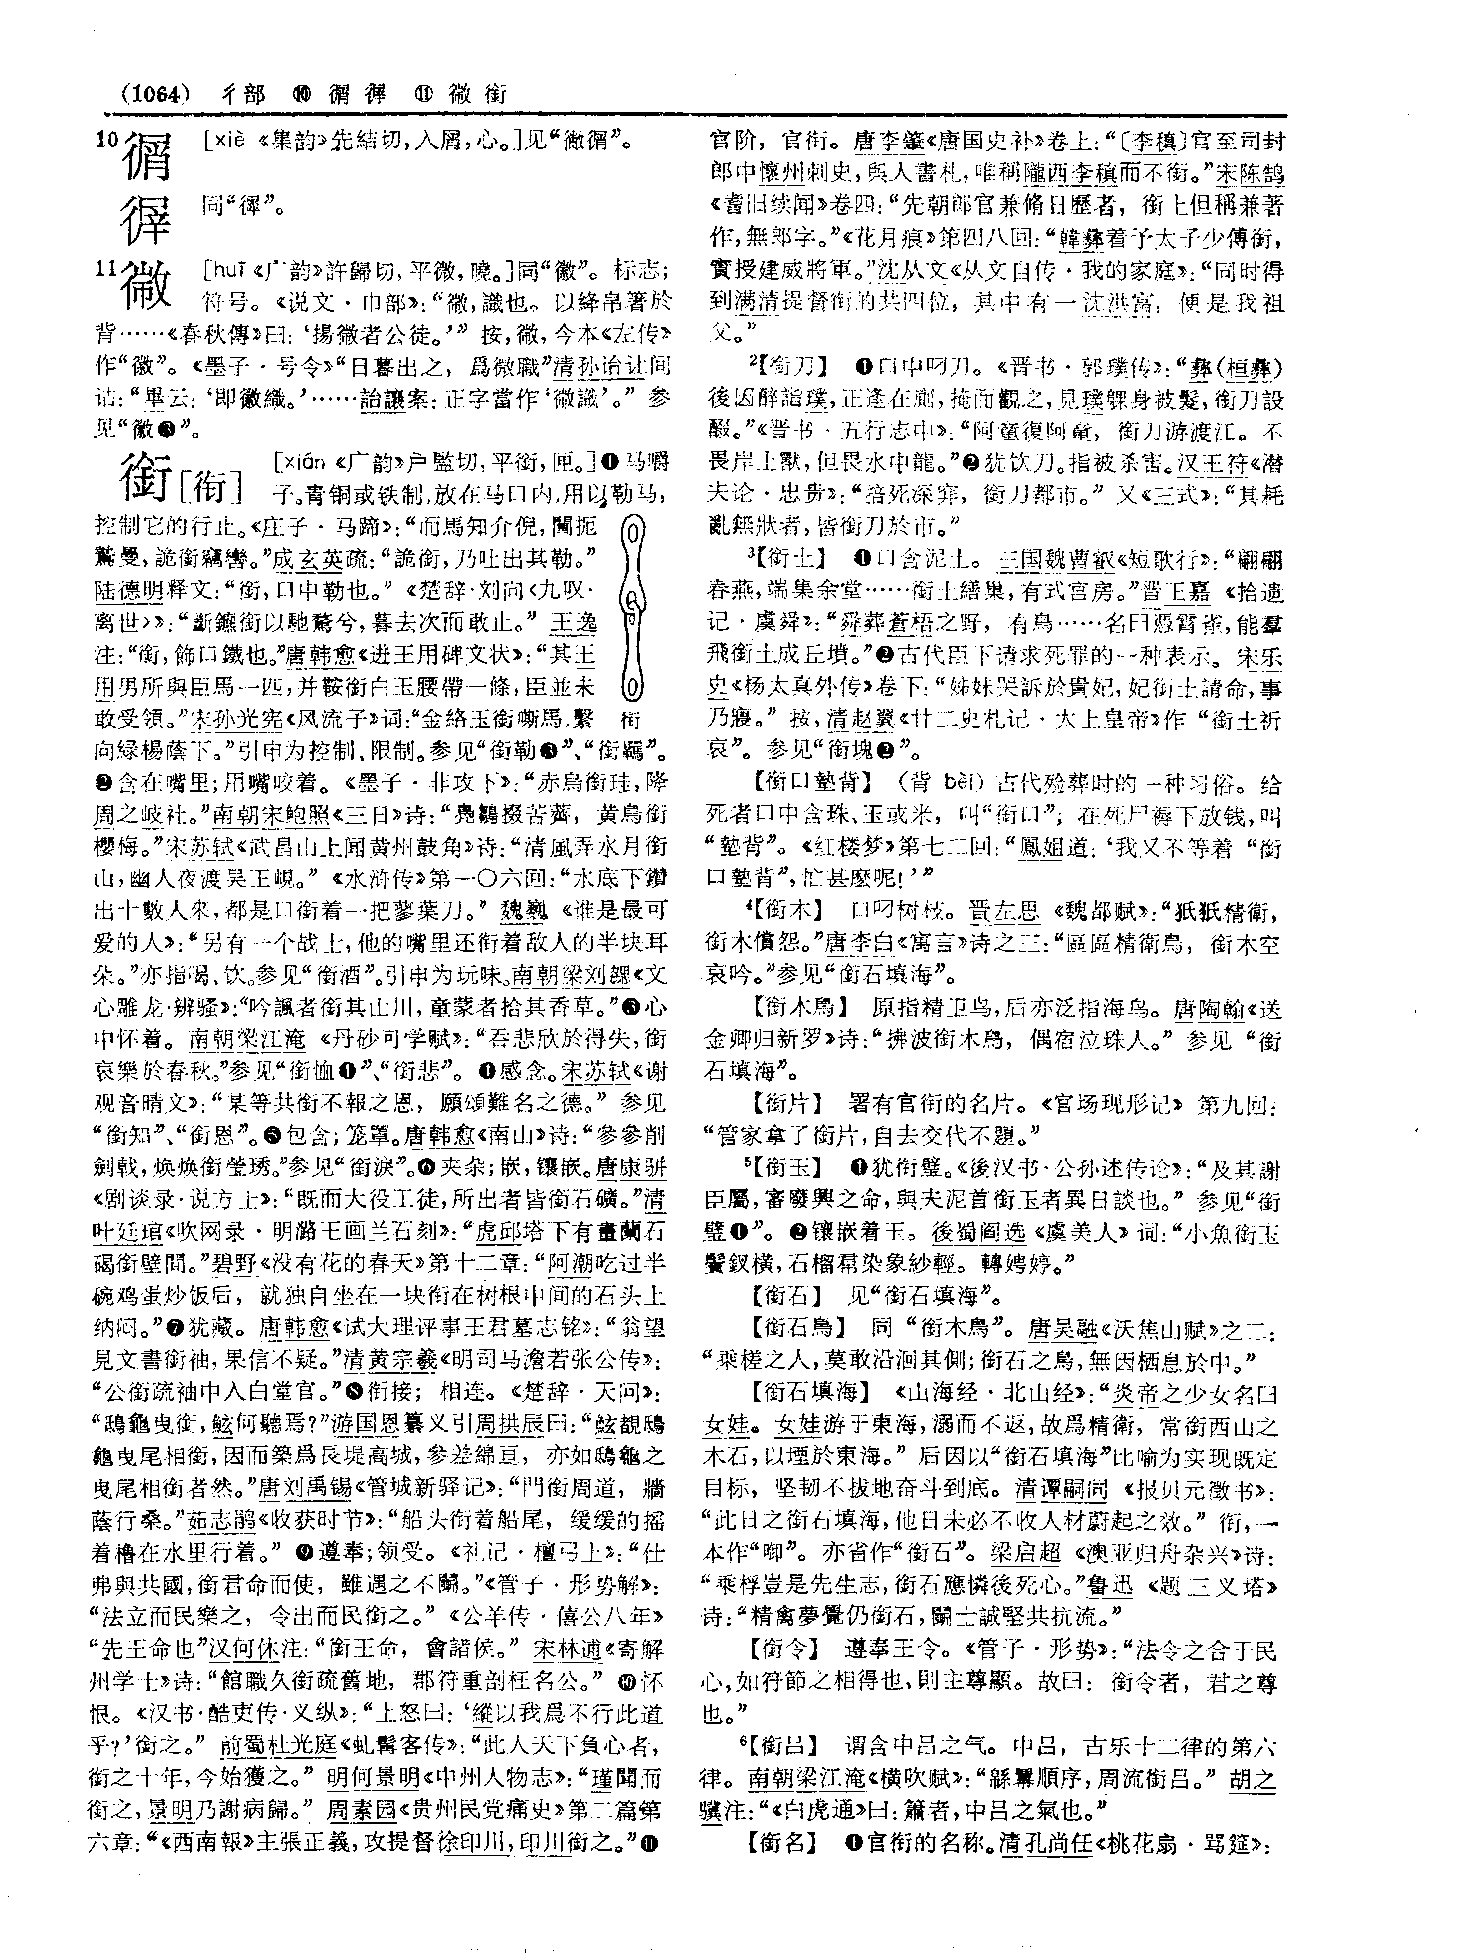 (1064) 彳部 ❿ 㣯 徲 ⑪ 微 銜
10 [xiè《集韵》先結切,入屑,心。]见“徶㣯”。
同“徲”。
11 [huī《广韵》許歸切,平微,曉。]同“徽”。标志;
符号。《说文·巾部》:“微,識也。以絳帛著於
背……《春秋傳》曰:‘揚微者公徒。’”按,微,今本《左传》
作“徽”。《墨子·号令》“日暮出之,爲微職”清孙诒让间
诂:“畢云:‘即徽織。’……詒讓案:正字當作‘微識’。”参
见“徽❸”。
銜[衔] [xián《广韵》户監切,平銜,匣。]❶马嚼
子。青铜或铁制,放在马口内,用以勒马,
控制它的行止。《庄子·马蹄》:“而馬知介倪,闉扼
鷙曼,詭銜竊轡。”成玄英疏:“詭銜,乃吐出其勒。”
陆德明释文:“銜,口中勒也。”《楚辞·刘向〈九叹·
离世〉》:“斷鑣銜以馳騖兮,暮去次而敢止。”王逸
注:“銜,飾口鐵也。”唐韩愈《进王用碑文状》:“其王
用男所與臣馬一匹,并鞍銜白玉腰帶一條,臣並未
敢受領。”宋孙光宪《风流子》词:“金絡玉銜嘶馬,繫
衔
向緑楊蔭下。”引申为控制、限制。参见“銜勒❸”、“銜羈”。
❷含在嘴里;用嘴咬着。《墨子·非攻下》:“赤烏銜珪,降
周之岐社。”南朝宋鲍照《三日》诗:“鳧鶵掇苦薺,黄鳥銜
櫻梅。”宋苏轼《武昌山上闻黄州鼓角》诗:“清風弄水月銜
山,幽人夜渡吴王峴。”《水浒传》第一〇六回:“水底下鑽
出十數人來,都是口銜着一把蓼葉刀。”魏巍《谁是最可
爱的人》:“另有一个战士,他的嘴里还衔着敌人的半块耳
朵。”亦指喝、饮。参见“銜酒”。引申为玩味。南朝梁刘勰《文
心雕龙·辨骚》:“吟諷者銜其山川,童蒙者拾其香草。”❸心
中怀着。南朝梁江淹《丹砂可学赋》:“吞悲欣於得失,銜
哀樂於春秋。”参见“銜恤❶”、“銜悲”。❹感念。宋苏轼《谢
观音晴文》:“某等共銜不報之恩,願頌難名之德。”参见
“銜知”、“銜恩”。❺包含;笼罩。唐韩愈《南山》诗:“參參削
劍戟,焕焕銜瑩琇。”参见“銜淚”。❻夹杂;嵌,镶嵌。唐康骈
《剧谈录·说方士》:“既而大役工徒,所出者皆銜石礦。”清
叶廷琯《吹网录·明潞王画兰石刻》:“虎邱塔下有畫蘭石
碣銜壁間。”碧野《没有花的春天》第十二章:“阿潮吃过半
碗鸡蛋炒饭后,就独自坐在一块衔在树根中间的石头上
纳闷。”❼犹藏。唐韩愈《试大理评事王君墓志铭》:“翁望
見文書銜袖,果信不疑。”清黄宗羲《明司马澹若张公传》:
“公銜疏袖中入白堂官。”❽衔接;相连。《楚辞·天问》:
“鴟龜曳銜,鮌何聽焉?”游国恩纂义引周拱辰曰:“鮌覩鴟
龜曳尾相銜,因而築爲長堤高城,參差綿亘,亦如鴟龜之
曳尾相銜者然。”唐刘禹锡《管城新驿记》:“門銜周道,牆
蔭行桑。”茹志鹃《收获时节》:“船头衔着船尾,缓缓的摇
着橹在水里行着。”❾遵奉;领受。《礼记·檀弓上》:“仕
弗與共國,銜君命而使,雖遇之不鬭。”《管子·形势解》:
“法立而民樂之,令出而民銜之。”《公羊传·僖公八年》
“先王命也”汉何休注:“銜王命,會諸侯。”宋林逋《寄解
州学士》诗:“館職久銜疏舊地,郡符重剖枉名公。”❿怀
恨。《汉书·酷吏传·义纵》:“上怒曰:‘縱以我爲不行此道
乎?’銜之。”前蜀杜光庭《虬髯客传》:“此人天下負心者,
銜之十年,今始獲之。”明何景明《中州人物志》:“瑾聞而
銜之,景明乃謝病歸。”周素园《贵州民党痛史》第二篇第
六章:“《西南報》主張正義,攻提督徐印川,印川銜之。”⓫
官阶,官衔。唐李肇《唐国史补》卷上:“〔李稹〕官至司封
郎中懷州刺史,與人書札,唯稱隴西李稹而不銜。”宋陈鹄
《耆旧续闻》卷四:“先朝郎官兼脩日歷者,銜上但稱兼著
作,無郎字。”《花月痕》第四八回:“韓彝着予太子少傅銜,
實授建威將軍。”沈从文《从文自传·我的家庭》:“同时得
到满清提督衔的共四位,其中有一沈洪富,便是我祖
父。”
²【銜刀】 ❶口中叼刀。《晋书·郭璞传》:“彝(桓彝)
後因醉詣璞,正逢在廁,掩而觀之,見璞躶身被髮,銜刀設
醊。”《晋书·五行志中》:“阿童復阿童,銜刀游渡江。不
畏岸上獸,但畏水中龍。”❷犹饮刀。指被杀害。汉王符《潜
夫论·忠贵》:“踣死深穽,銜刀都市。”又《三式》:“其耗
亂無狀者,皆銜刀於市。”
³【銜土】 ❶口含泥土。三国魏曹叡《短歌行》:“翩翩
春燕,端集余堂……銜土繕巢,有式宫房。”晋王嘉《拾遗
记·虞舜》:“舜葬蒼梧之野,有鳥……名曰憑霄雀,能羣
飛銜土成丘墳。”❷古代臣下请求死罪的一种表示。宋乐
史《杨太真外传》卷下:“姊妹哭訴於貴妃,妃銜土請命,事
乃寢。”按,清赵翼《廿二史札记·大上皇帝》作“銜土祈
哀”。参见“銜塊❷”。
【銜口墊背】 (背 bèi) 古代殓葬时的一种习俗。给
死者口中含珠、玉或米,叫“銜口”;在死尸褥下放钱,叫
“墊背”。《红楼梦》第七二回:“鳳姐道:‘我又不等着“銜
口墊背”,忙甚麽呢!’”
⁴【銜木】 口叼树枝。晋左思《魏都赋》:“抵抵精衛,
銜木償怨。”唐李白《寓言》诗之三:“區區精衛鳥,銜木空
哀吟。”参见“銜石填海”。
【銜木鳥】 原指精卫鸟,后亦泛指海鸟。唐陶翰《送
金卿归新罗》诗:“拂波銜木鳥,偶宿泣珠人。”参见“銜
石填海”。
【銜片】 署有官衔的名片。《官场现形记》第九回:
“管家拿了銜片,自去交代不題。”
⁵【銜玉】 ❶犹衔璧。《後汉书·公孙述传论》:“及其謝
臣屬,審廢興之命,與夫泥首銜玉者異日談也。”参见“銜
璧❶”。❷镶嵌着玉。後蜀阎选《虞美人》词:“小魚銜玉
鬢釵橫,石榴裠染象紗輕。轉娉婷。”
【銜石】 见“銜石填海”。
【銜石鳥】 同“銜木鳥”。唐吴融《沃焦山赋》之二:
“乘槎之人,莫敢沿洄其側;銜石之鳥,無因栖息於中。”
【銜石填海】 《山海经·北山经》:“炎帝之少女名曰
女娃。女娃游于東海,溺而不返,故爲精衛,常銜西山之
木石,以堙於東海。”后因以“銜石填海”比喻为实现既定
目标,坚韧不拔地奋斗到底。清谭嗣同《报贝元徵书》:
“此日之銜石填海,他日未必不收人材蔚起之效。”銜,一
本作“啣”。亦省作“銜石”。梁启超《澳亚归舟杂兴》诗:
“乘桴豈是先生志,銜石應憐後死心。”鲁迅《题三义塔》
诗:“精禽夢覺仍銜石,鬭士誠堅共抗流。”
【銜令】 遵奉王令。《管子·形势》:“法令之合于民
心,如符節之相得也,則主尊顯。故曰:銜令者,君之尊
也。”
⁶【銜吕】 谓含中吕之气。中吕,古乐十二律的第六
律。南朝梁江淹《横吹赋》:“繇羃順序,周流銜吕。”胡之
骥注:“《白虎通》曰:簫者,中吕之氣也。”
【銜名】 ❶官衔的名称。清孔尚任《桃花扇·骂筵》: